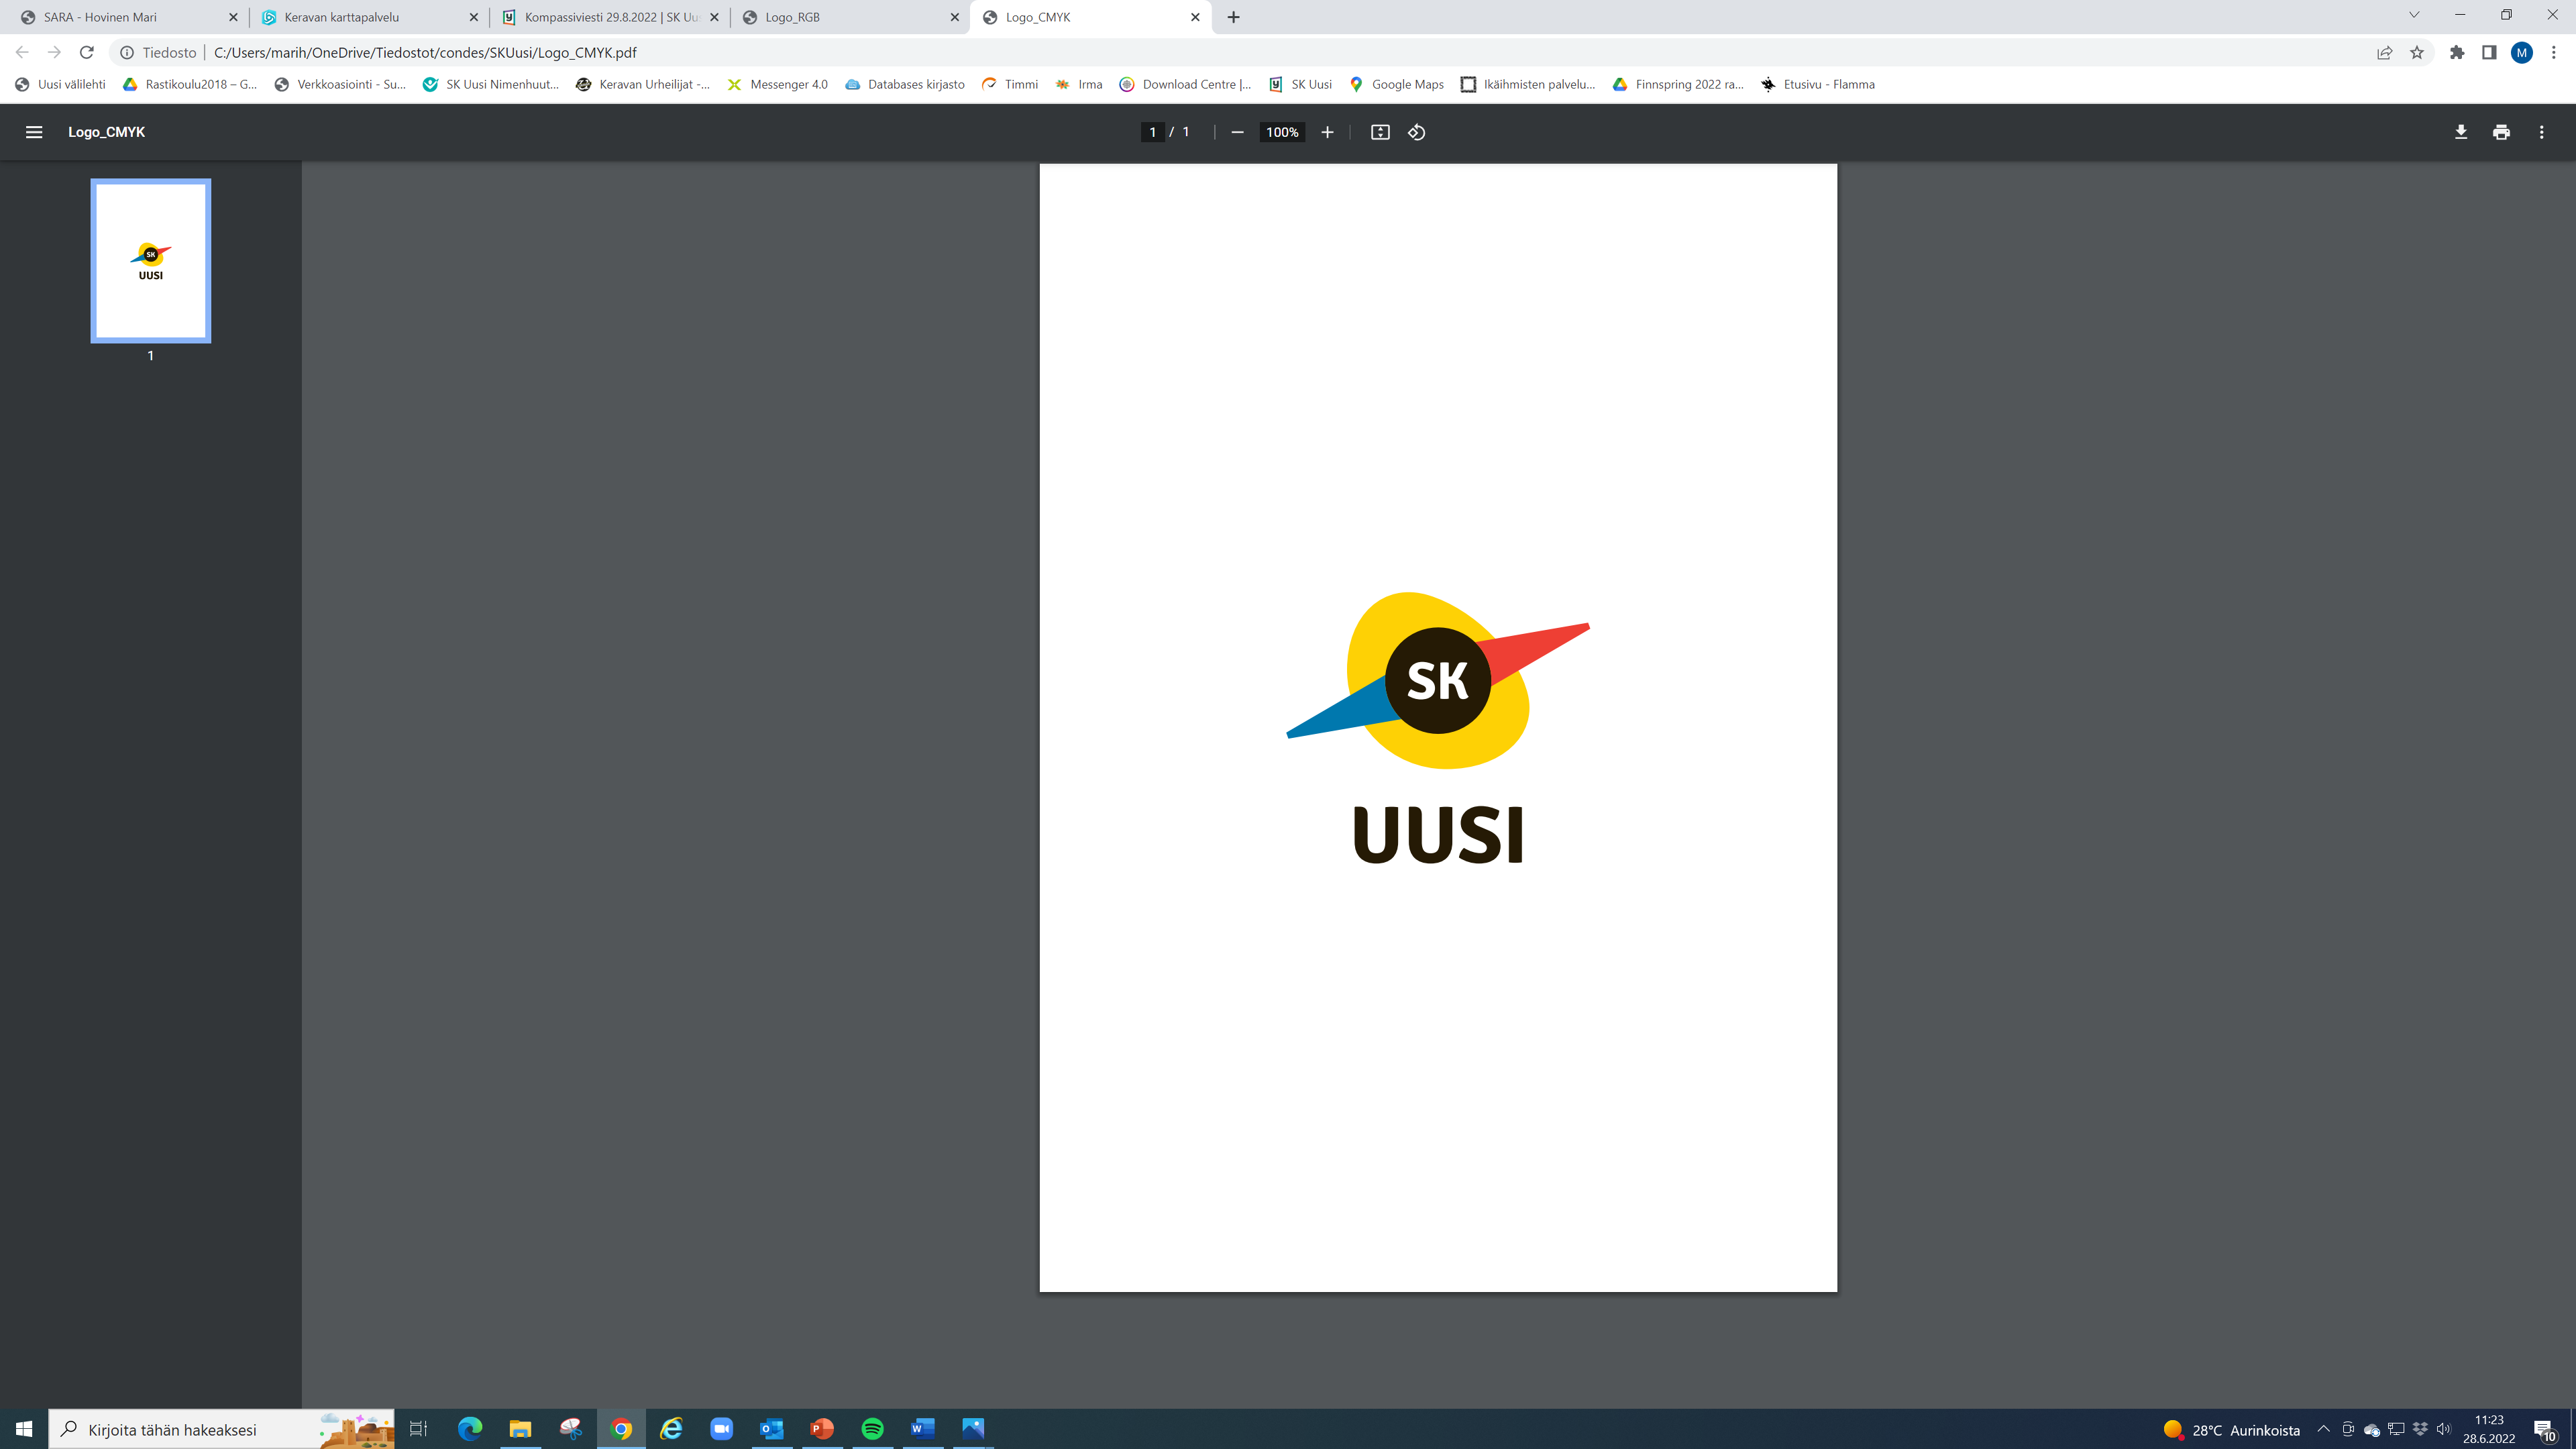 SARA - Hovinen Mari
Keravan karttapalvelu
Kompassiviesti 29.8.2022 | SK Uu
Logo_RGB
Logo_CMYK
Tiedosto | C:/Users/marih/OneDrive/Tiedostot/condes/SKUusi/Logo_CMYK.pdf
M
Uusi välilehti
Rastikoulu2018 – G...
Verkkoasiointi - Su...
SK Uusi Nimenhuut...
Keravan Urheilijat -...
Messenger 4.0
Databases kirjasto
Timmi
Irma
Download Centre |...
SK Uusi
Google Maps
Ikäihmisten palvelu...
Finnspring 2022 ra...
Etusivu - Flamma
Logo_CMYK
1 / 1
100%
SK
UUSI
1
SK
UUSI
Kirjoita tähän hakeaksesi
28°C Aurinkoista
11:23
28.6.2022
10